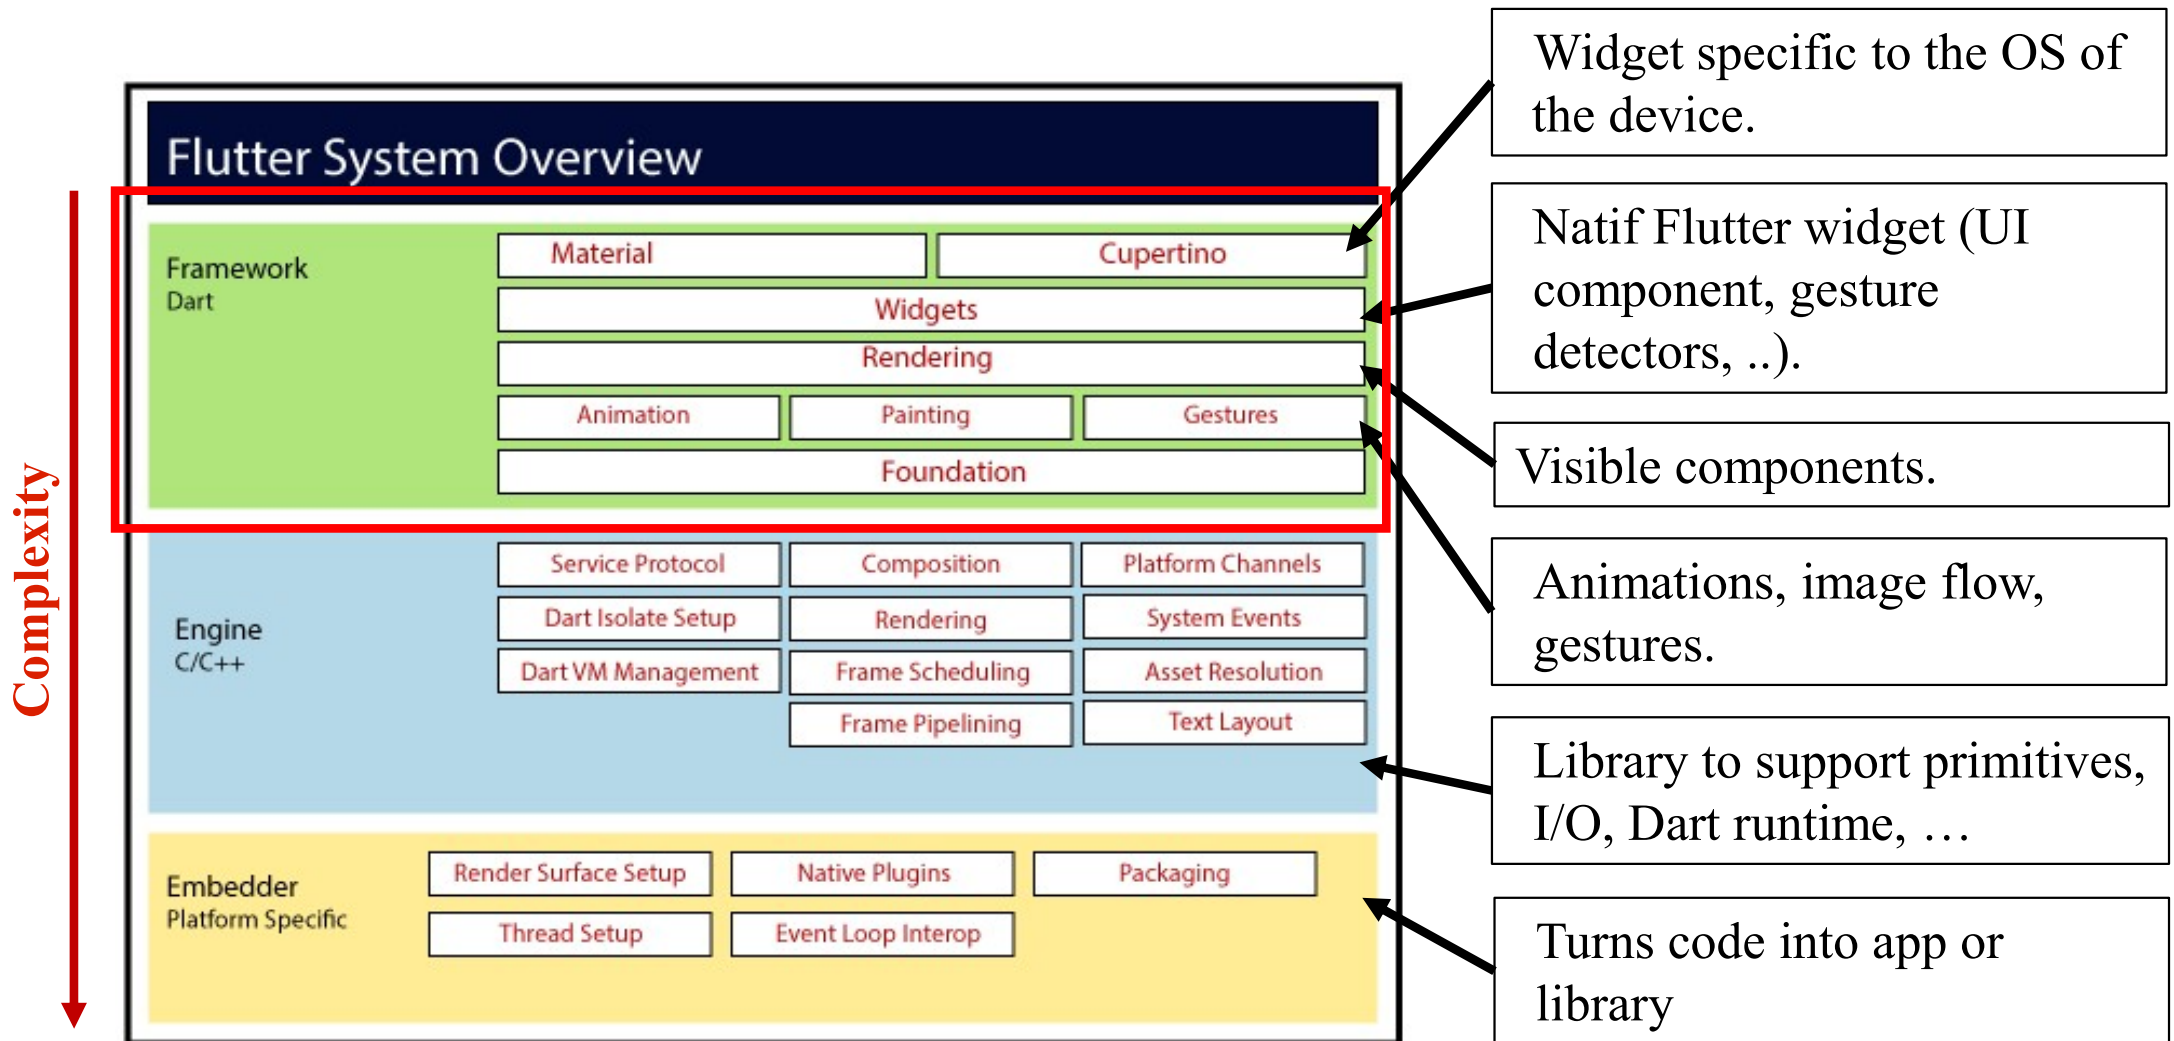 Flutter System Overview
Complexity
Framework
Dart
Material
Cupertino
Widgets
Rendering
Animation
Painting
Gestures
Foundation
Engine
C/C++
Service Protocol
Composition
Platform Channels
Dart Isolate Setup
Rendering
System Events
Dart VM Management
Frame Scheduling
Asset Resolution
Frame Pipelining
Text Layout
Embedder
Platform Specific
Render Surface Setup
Native Plugins
Packaging
Thread Setup
Event Loop Interop
Widget specific to the OS of
the device.
Natif Flutter widget (UI
component, gesture
detectors, ..).
Visible components.
Animations, image flow,
gestures.
Library to support primitives,
I/O, Dart runtime, …
Turns code into app or
library